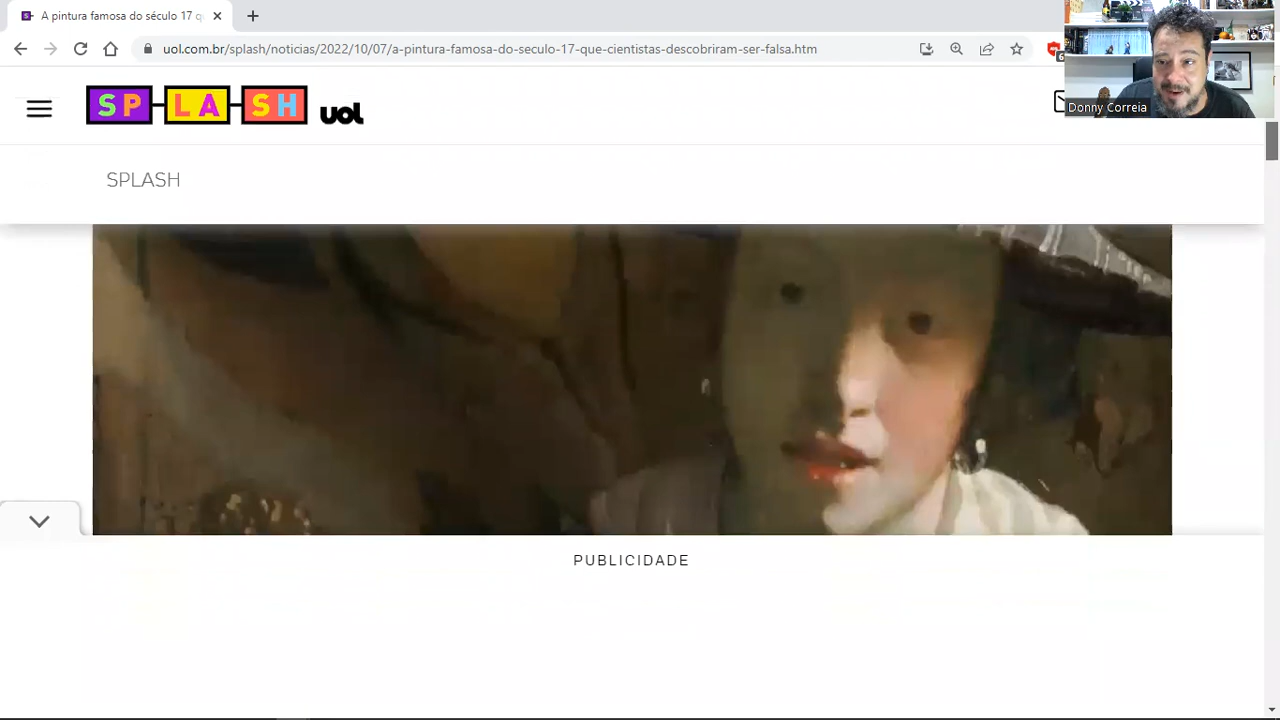 A pintura famosa do século 17 q
uol.com.br/splash/noticias/2022/10/07/a-pintura-famosa-do-seculo-17-que-cientistas-descobriram-ser-falsa.htm
6
Donny Correia
SPLASH uol
SPLASH
PUBLICIDADE